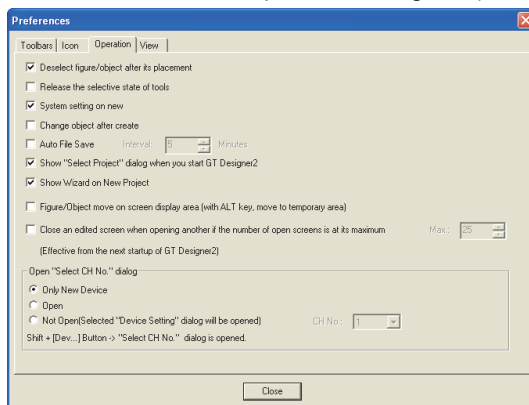 Preferences
Toolbars Icon Operation View
Deselect figure/object after its placement
Release the selective state of tools
System setting on new
Change object after create
Auto File Save Interval: 5 Minutes
Show "Select Project" dialog when you start GT Designer2
Show Wizard on New Project
Figure/Object move on screen display area (with ALT key, move to temporary area)
Close an edited screen when opening another if the number of open screens is at its maximum Max.: 25
(Effective from the next startup of GT Designer2)
Open "Select CH No." dialog
Only New Device
Open
Not Open(Selected "Device Setting" dialog will be opened) CH No.: 1
Shift + [Dev...] Button -> "Select CH No." dialog is opened.
Close